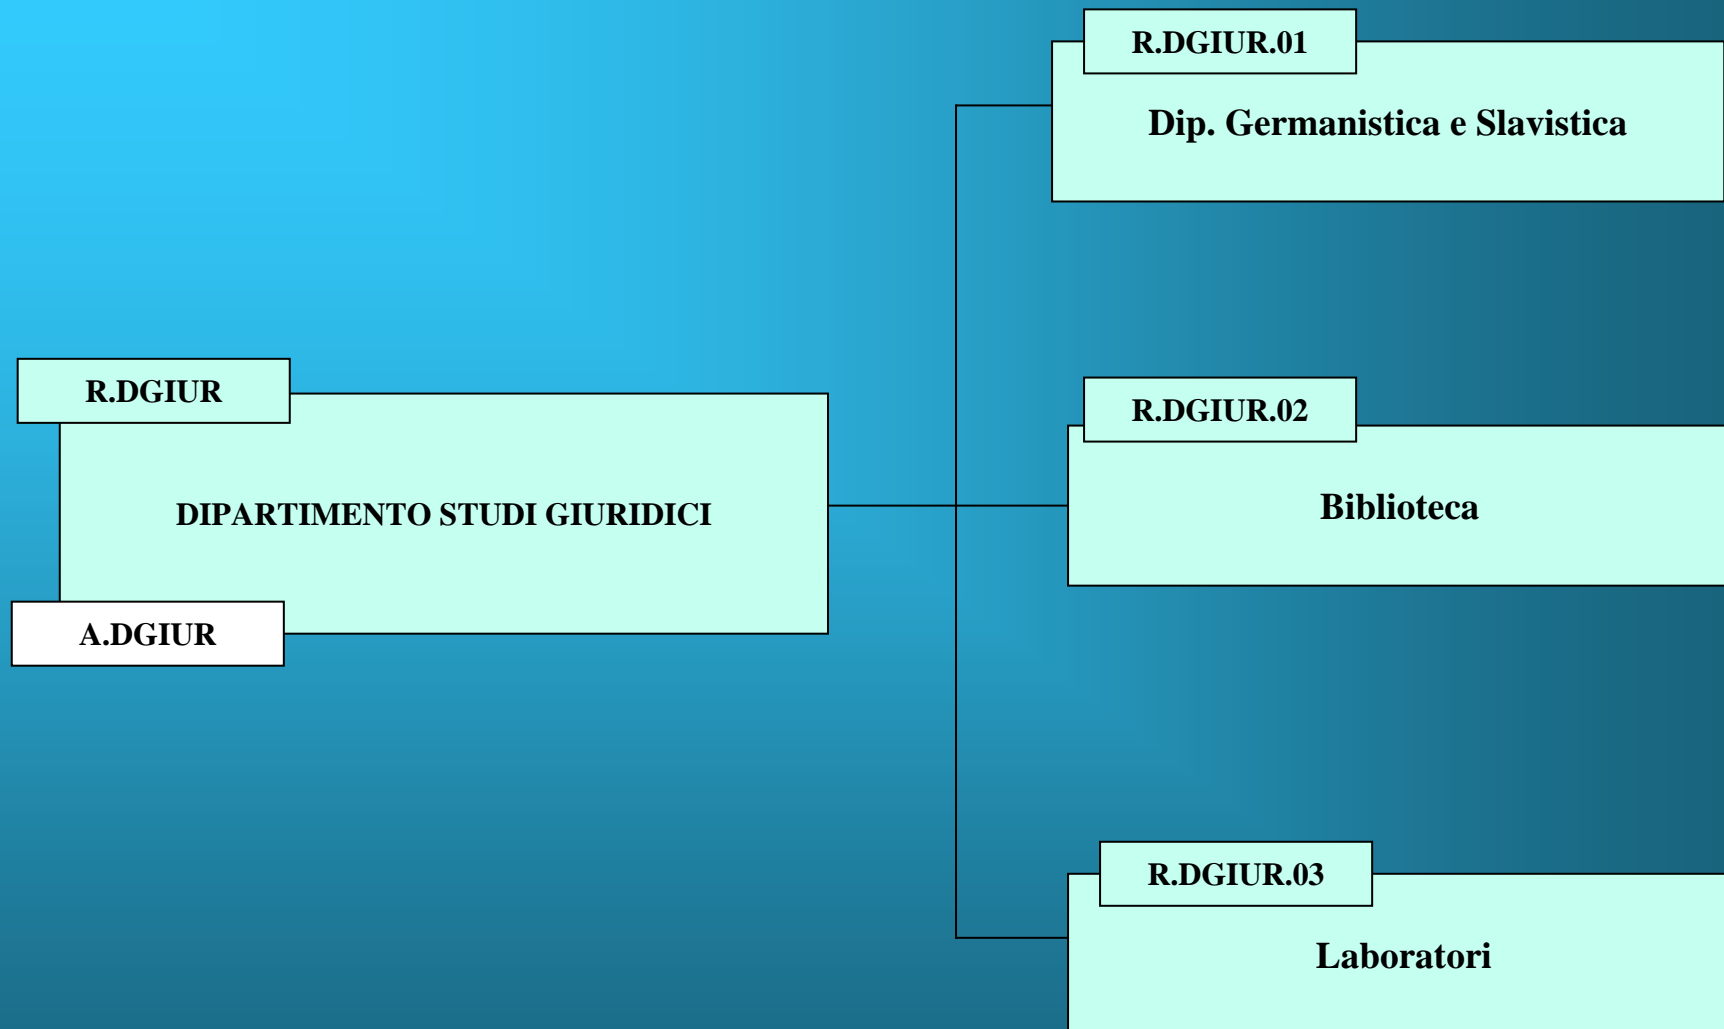 R.DGIUR
DIPARTIMENTO STUDI GIURIDICI
A.DGIUR
R.DGIUR.01
Dip. Germanistica e Slavistica
R.DGIUR.02
Biblioteca
R.DGIUR.03
Laboratori